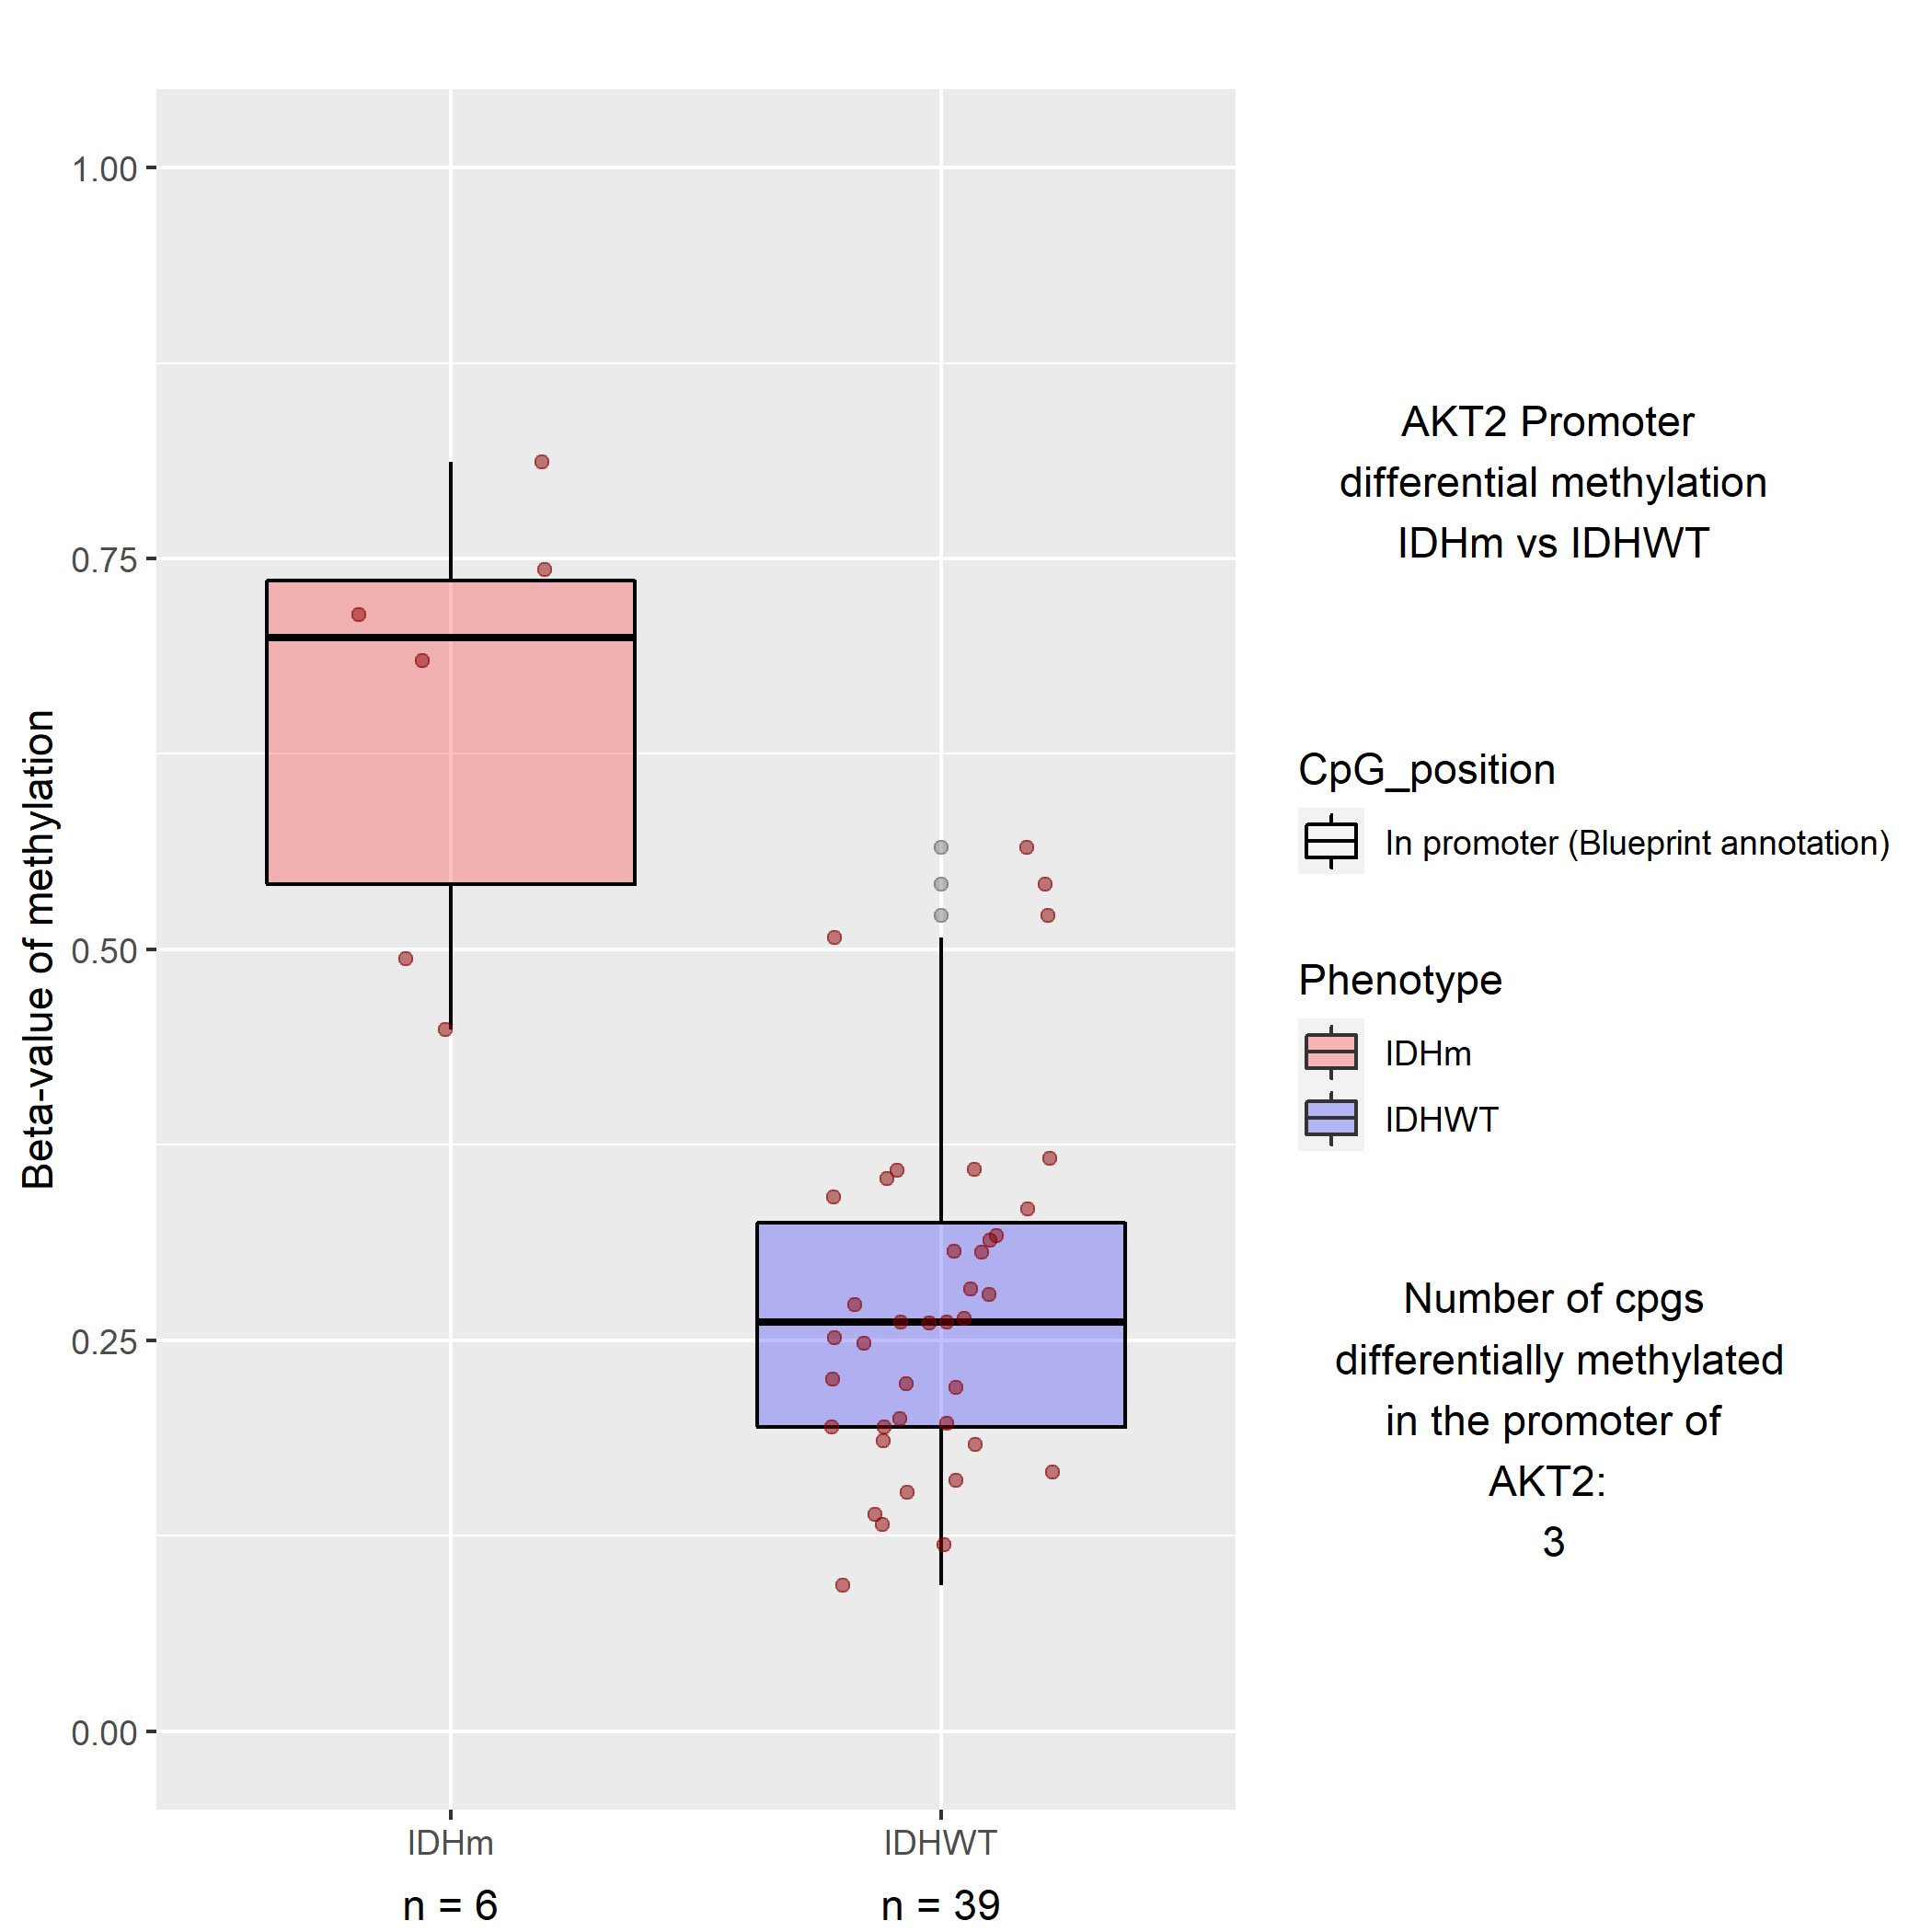 1.00
0.75
0.50
0.25
0.00
Beta-value of methylation
IDHm
IDHWT
n = 6
n = 39
AKT2 Promoter
differential methylation
IDHm vs IDHWT
CpG_position
In promoter (Blueprint annotation)
Phenotype
IDHm
IDHWT
Number of cpgs
differentially methylated
in the promoter of
AKT2:
3